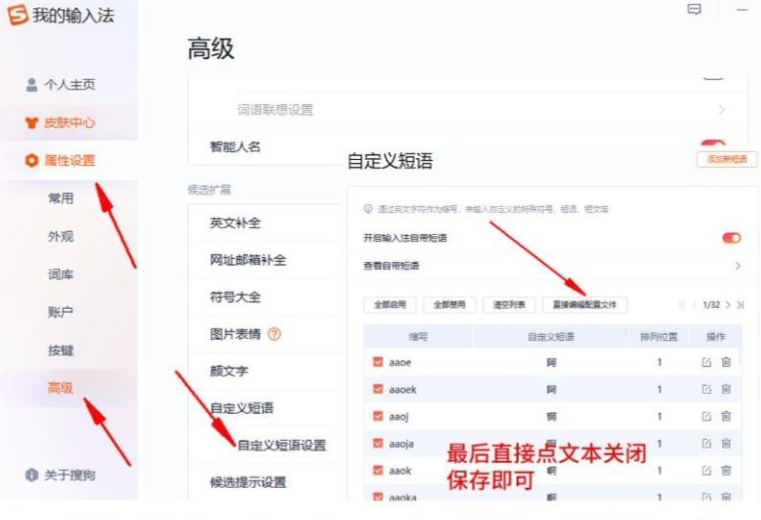 我的输入法
高级
个人主页
皮肤中心
属性设置
常用
外观
词库
账户
按键
高级
关于搜狗
词语联想设置
智能人名
候选扩展
英文补全
网址邮箱补全
符号大全
图片表情
颜文字
自定义短语
自定义短语设置
候选提示设置
自定义短语
添加新短语
通过英文字符作为缩写，来输入自定义的特殊符号、短语、短文库
开启输入法自带短语
查看自带短语
全部启用 全部禁用 清空列表 直接编辑配置文件 1/32
缩写 自定义短语 排列位置 操作
aaoe 阿 1
aaoek 阿 1
aaoj 啊 1
aaoja 1
aaok 啊 1
aaoka 啊 1
最后直接点文本关闭
保存即可